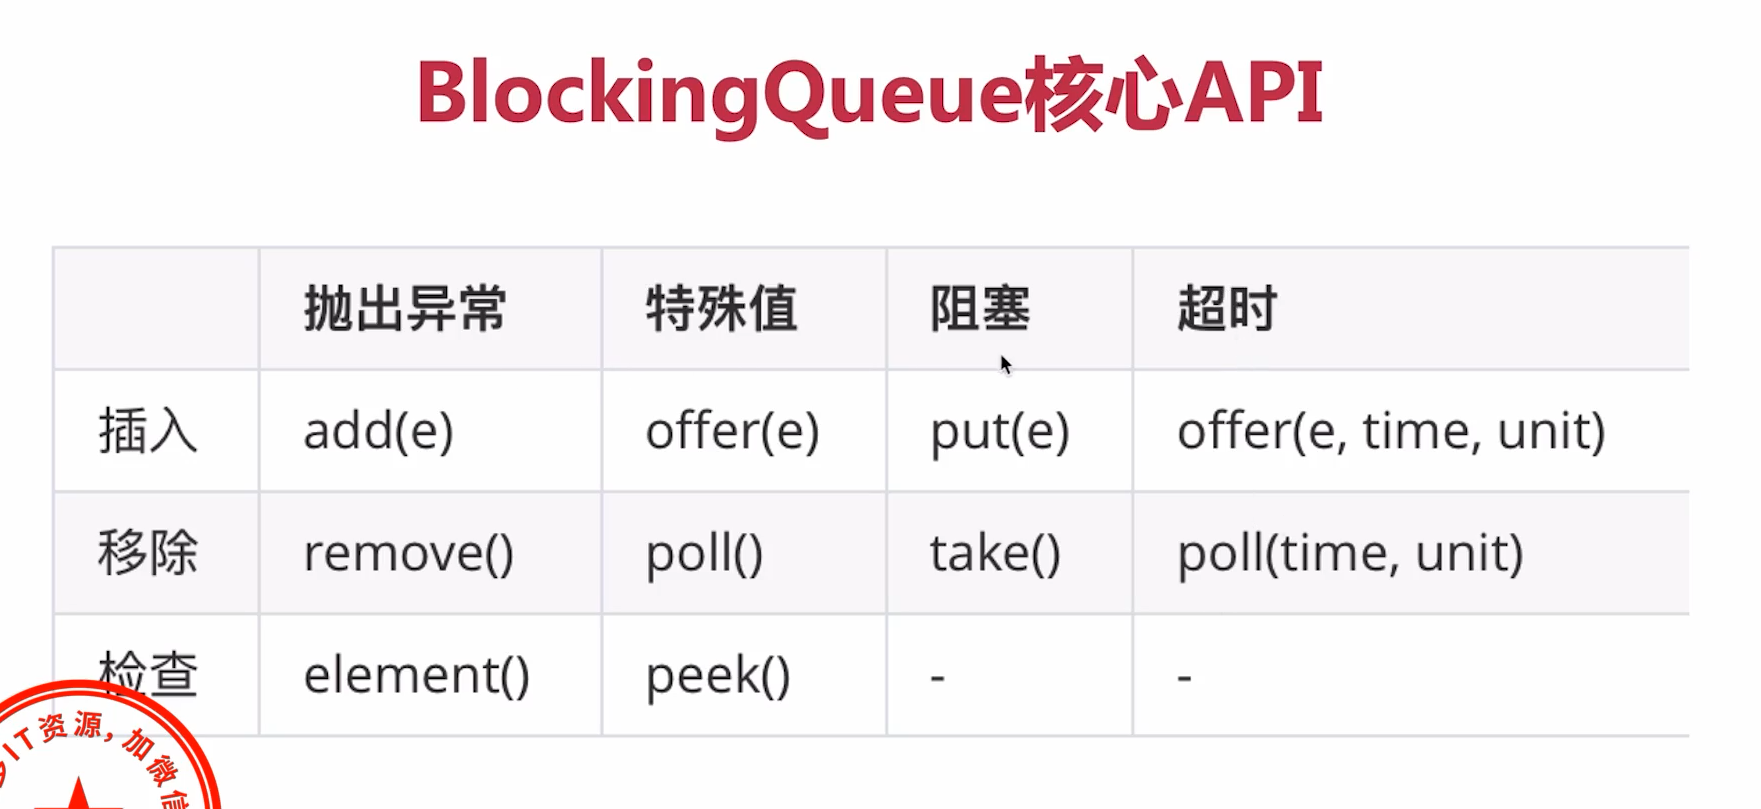 BlockingQueue核心API
抛出异常 特殊值 阻塞 超时
插入 add(e) offer(e) put(e) offer(e, time, unit)
移除 remove() poll() take() poll(time, unit)
检查 element() peek() - -
IT资源，加微信